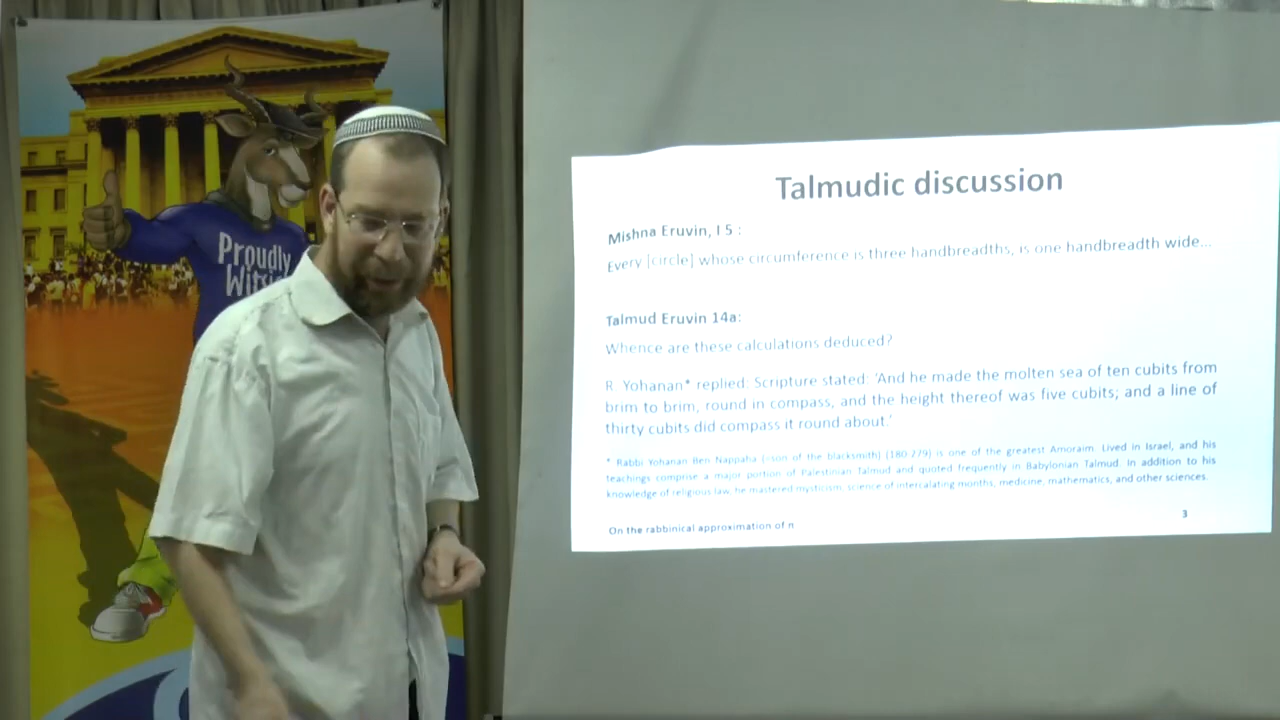 Proudly
Talmudic discussion
Mishna Eruvin, I 5 :
Every [circle] whose circumference is three handbreadths, is one handbreadth wide...
Talmud Eruvin 14a:
Whence are these calculations deduced?
R. Yohanan* replied: Scripture stated: 'And he made the molten sea of ten cubits from
brim to brim, round in compass, and the height thereof was five cubits; and a line of
thirty cubits did compass it round about.'
* Rabbi Yohanan Ben Nappaha (=son of the blacksmith) (180-279) is one of the greatest Amoraim. Lived in Israel, and his
teachings comprise a major portion of Palestinian Talmud and quoted frequently in Babylonian Talmud. In addition to his
knowledge of religious law, he mastered mysticism, science of intercalating months, medicine, mathematics, and other sciences.
On the rabbinical approximation of π
3